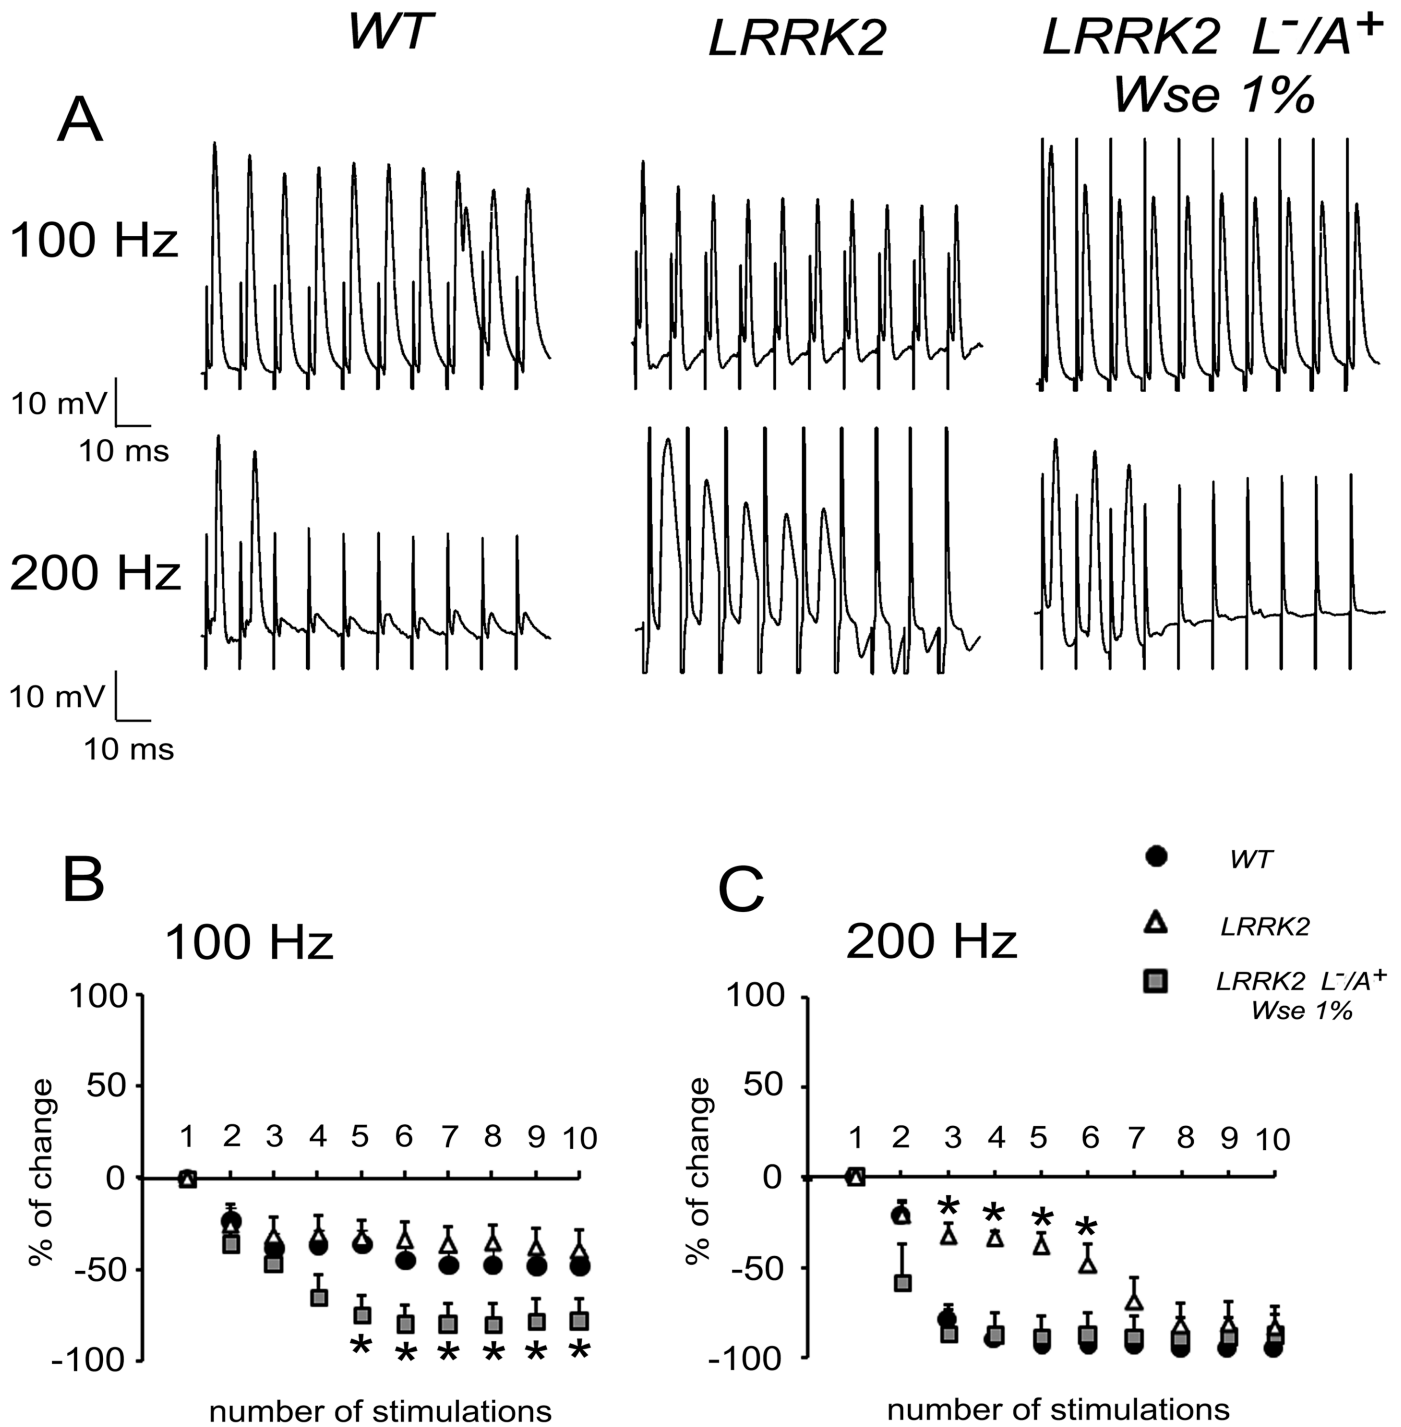 WT LRRK2 LRRK2 L⁻/A⁺
Wse 1%
A
100 Hz
10 mV
10 ms
200 Hz
10 mV
10 ms
B
100 Hz
100
50
0
-50
-100
% of change
1 2 3 4 5 6 7 8 9 10
* * * * * *
number of stimulations
C
200 Hz
WT
LRRK2
LRRK2 L⁻/A⁺
Wse 1%
100
50
0
-50
-100
% of change
1 2 3 4 5 6 7 8 9 10
* * * *
number of stimulations